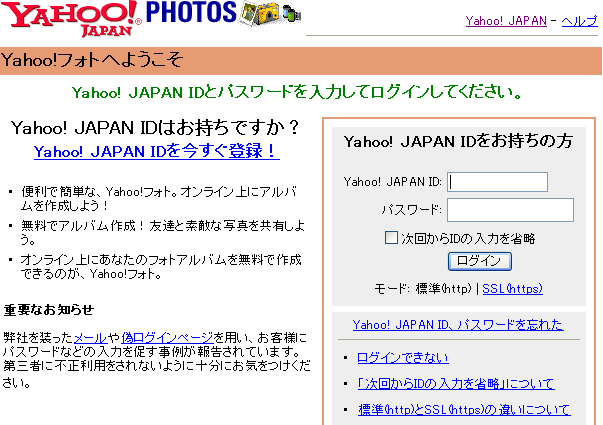 YAHOO! JAPAN PHOTOS
Yahoo! JAPAN - ヘルプ
Yahoo!フォトへようこそ
Yahoo! JAPAN IDとパスワードを入力してログインしてください。
Yahoo! JAPAN IDはお持ちですか?
Yahoo! JAPAN IDを今すぐ登録!
・ 便利で簡単な、Yahoo!フォト。オンライン上にアルバ
ムを作成しよう!
・ 無料でアルバム作成!友達と素敵な写真を共有しよ
う。
・ オンライン上にあなたのフォトアルバムを無料で作成
できるのが、Yahoo!フォト。
重要なお知らせ
弊社を装ったメールや偽ログインページを用い、お客様に
パスワードなどの入力を促す事例が報告されています。
第三者に不正利用をされないように十分にお気をつけくだ
さい。
Yahoo! JAPAN IDをお持ちの方
Yahoo! JAPAN ID:
パスワード:
次回からIDの入力を省略
ログイン
モード: 標準(http) | SSL(https)
Yahoo! JAPAN ID、パスワードを忘れた
・ ログインできない
・ 「次回からIDの入力を省略」について
・ 標準(http)とSSL(https)の違いについて